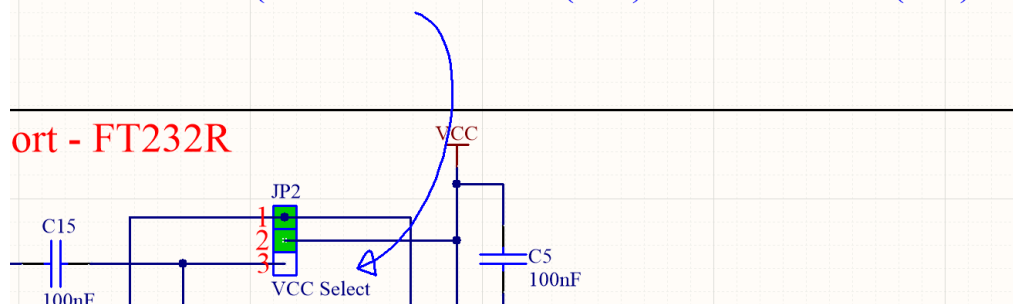 ort - FT232R
VCC
JP2
1
2
3
C15
100nF
VCC Select
C5
100nF